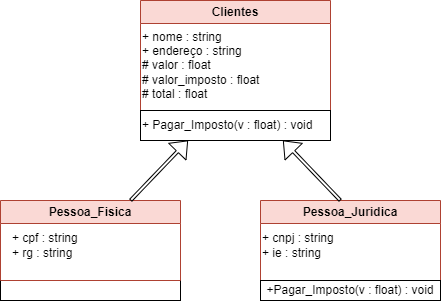 Clientes
+ nome : string
+ endereço : string
# valor : float
# valor_imposto : float
# total : float
+ Pagar_Imposto(v : float) : void
Pessoa_Fisica
+ cpf : string
+ rg : string
Pessoa_Juridica
+ cnpj : string
+ ie : string
+Pagar_Imposto(v : float) : void